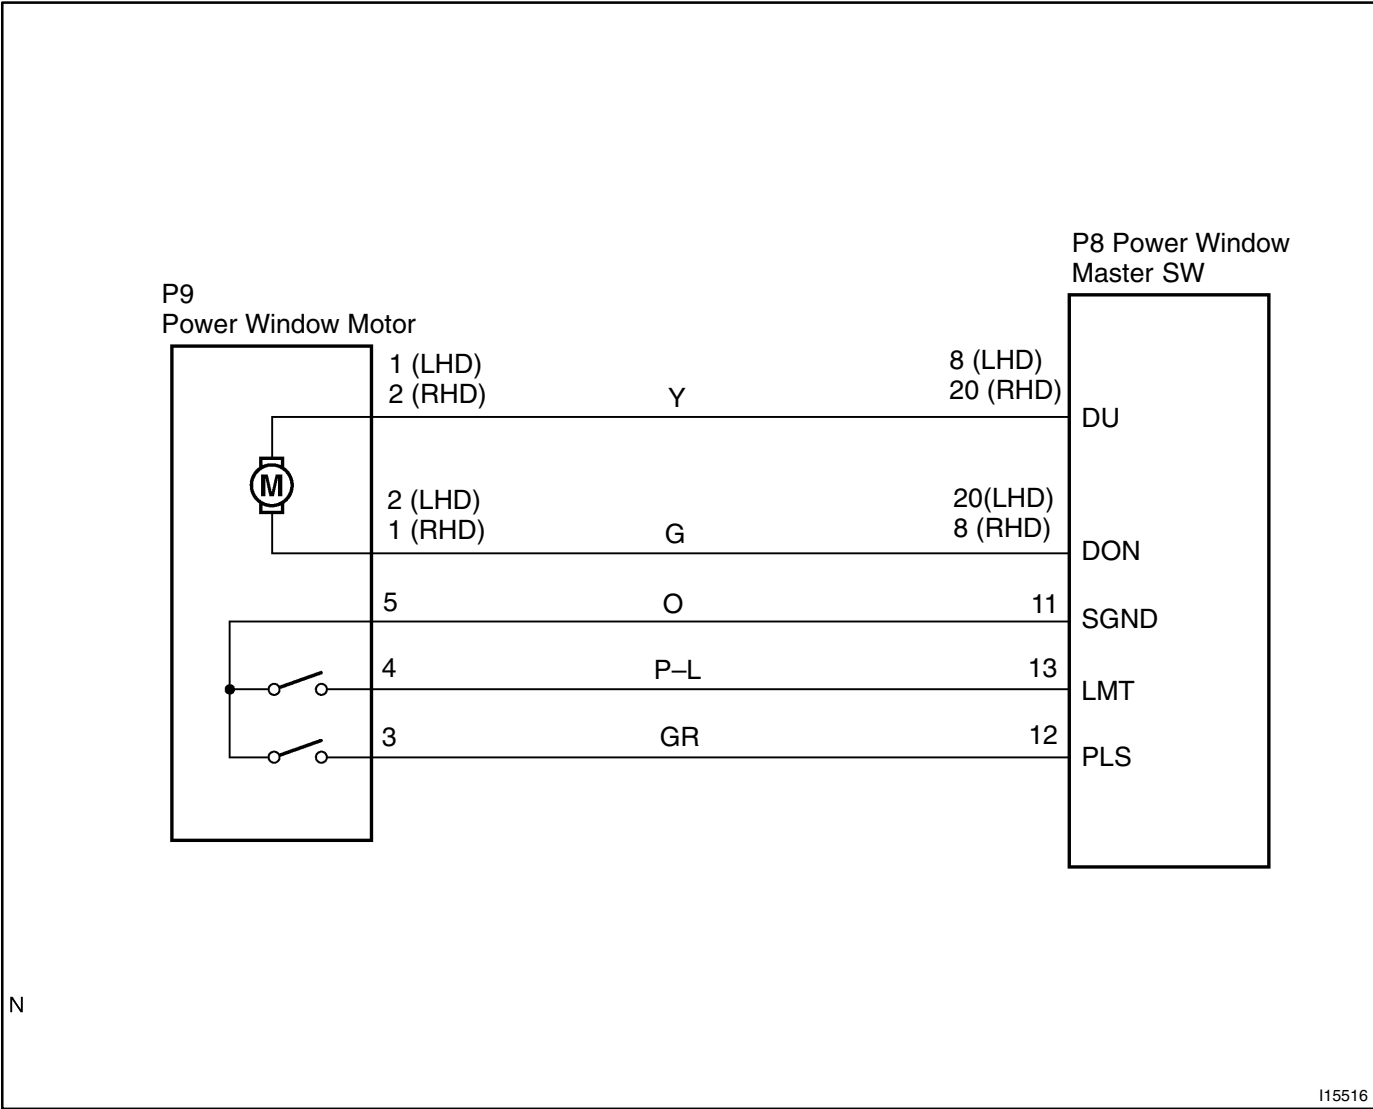 P8 Power Window
Master SW
P9
Power Window Motor
1 (LHD)
2 (RHD)
Y
8 (LHD)
20 (RHD)
DU
M
2 (LHD)
1 (RHD)
G
20(LHD)
8 (RHD)
DON
5
O
11
SGND
4
P–L
13
LMT
3
GR
12
PLS
N
I15516